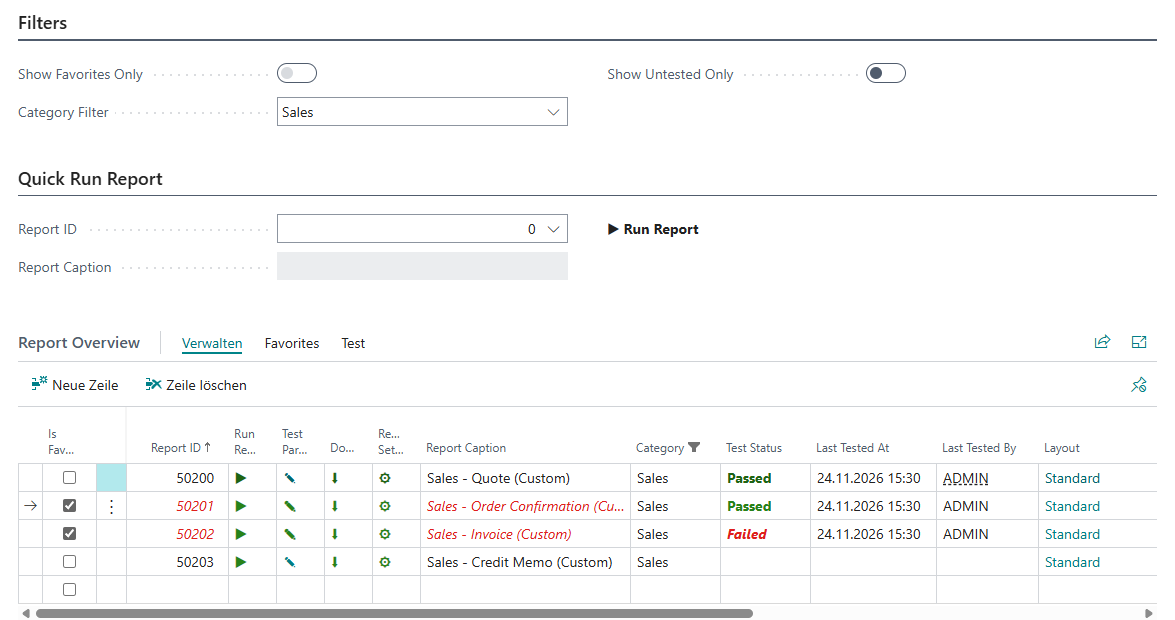 Filters
Show Favorites Only
Show Untested Only
Category Filter
Sales
Quick Run Report
Report ID
0
Run Report
Report Caption
Report Overview Verwalten Favorites Test
Neue Zeile Zeile löschen
Is Fav... Report ID Run Re... Test Par... Do... Re... Set... Report Caption Category Test Status Last Tested At Last Tested By Layout
50200 Sales - Quote (Custom) Sales Passed 24.11.2026 15:30 ADMIN Standard
50201 Sales - Order Confirmation (Cu... Sales Passed 24.11.2026 15:30 ADMIN Standard
50202 Sales - Invoice (Custom) Sales Failed 24.11.2026 15:30 ADMIN Standard
50203 Sales - Credit Memo (Custom) Sales Standard